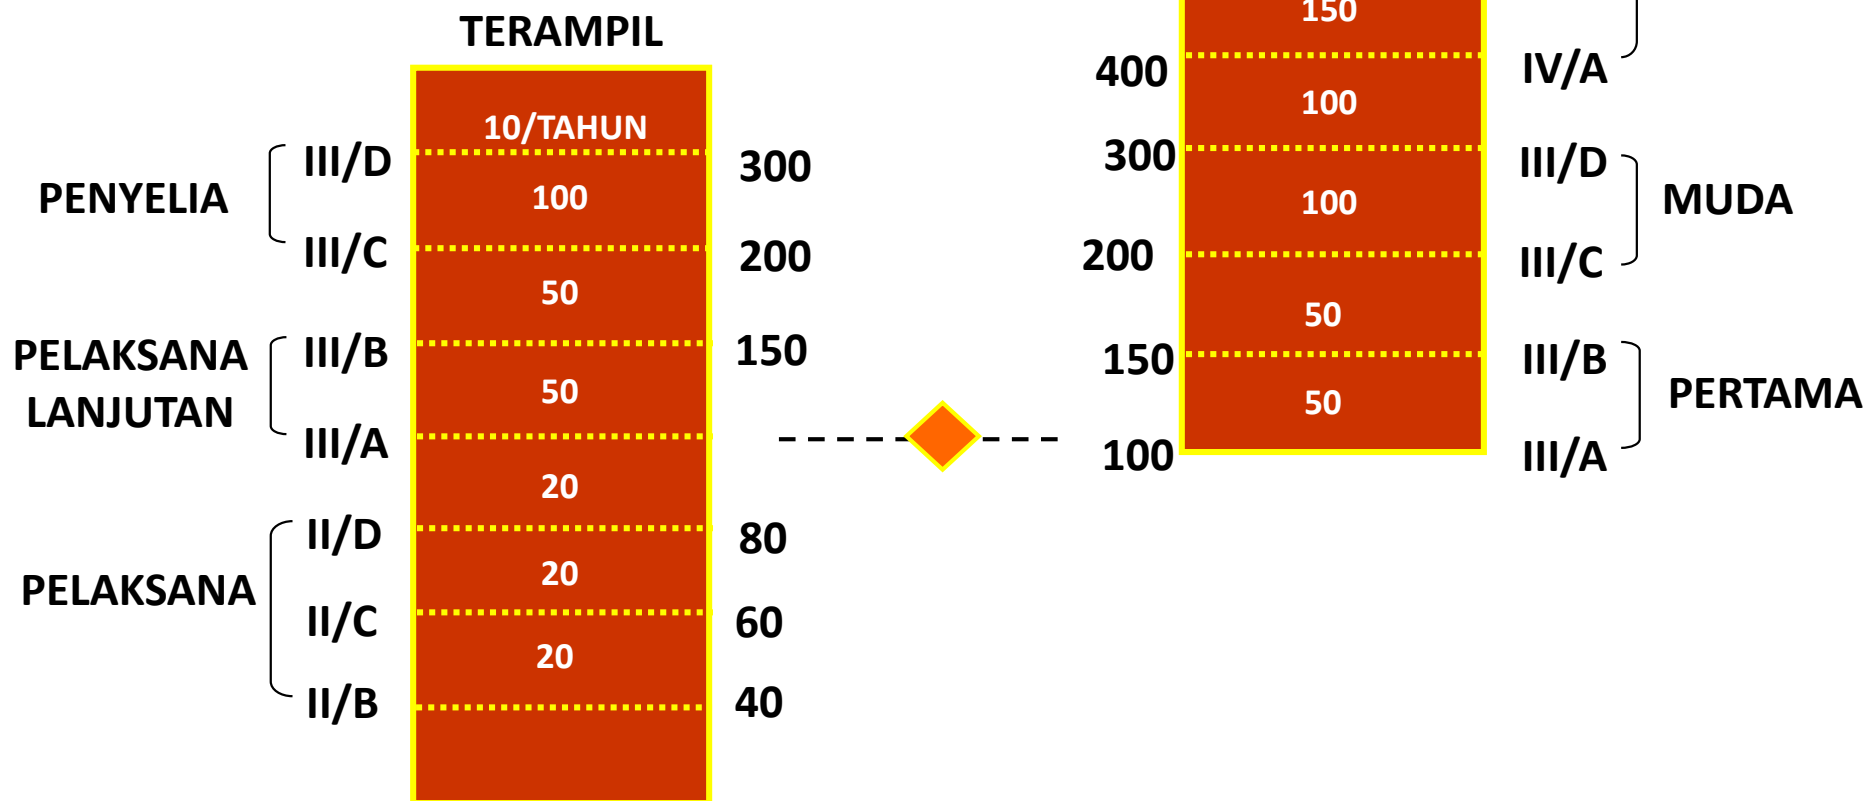 TERAMPIL
10/TAHUN
III/D
300
PENYELIA
100
III/C
200
50
PELAKSANA
LANJUTAN
III/B
150
50
III/A
20
II/D
80
PELAKSANA
20
II/C
60
20
II/B
40
150
400
IV/A
100
300
III/D
100
MUDA
200
III/C
50
150
III/B
50
PERTAMA
100
III/A